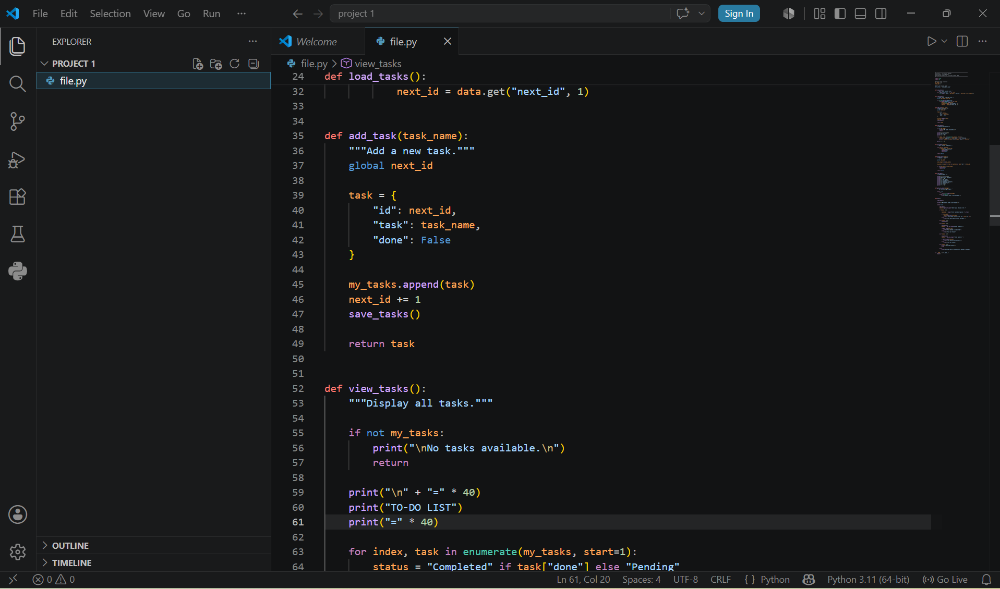 File Edit Selection View Go Run ···
project 1
Sign In
EXPLORER
PROJECT 1
file.py
OUTLINE
TIMELINE
Welcome
file.py
file.py > view_tasks
24 def load_tasks():
32 next_id = data.get("next_id", 1)
33
34
35 def add_task(task_name):
36 """Add a new task."""
37 global next_id
38
39 task = {
40 "id": next_id,
41 "task": task_name,
42 "done": False
43 }
44
45 my_tasks.append(task)
46 next_id += 1
47 save_tasks()
48
49 return task
50
51
52 def view_tasks():
53 """Display all tasks."""
54
55 if not my_tasks:
56 print("\nNo tasks available.\n")
57 return
58
59 print("\n" + "=" * 40)
60 print("TO-DO LIST")
61 print("=" * 40)
62
63 for index, task in enumerate(my_tasks, start=1):
64 status = "Completed" if task["done"] else "Pending"
0 0 Ln 61, Col 20 Spaces: 4 UTF-8 CRLF { } Python Python 3.11 (64-bit) Go Live